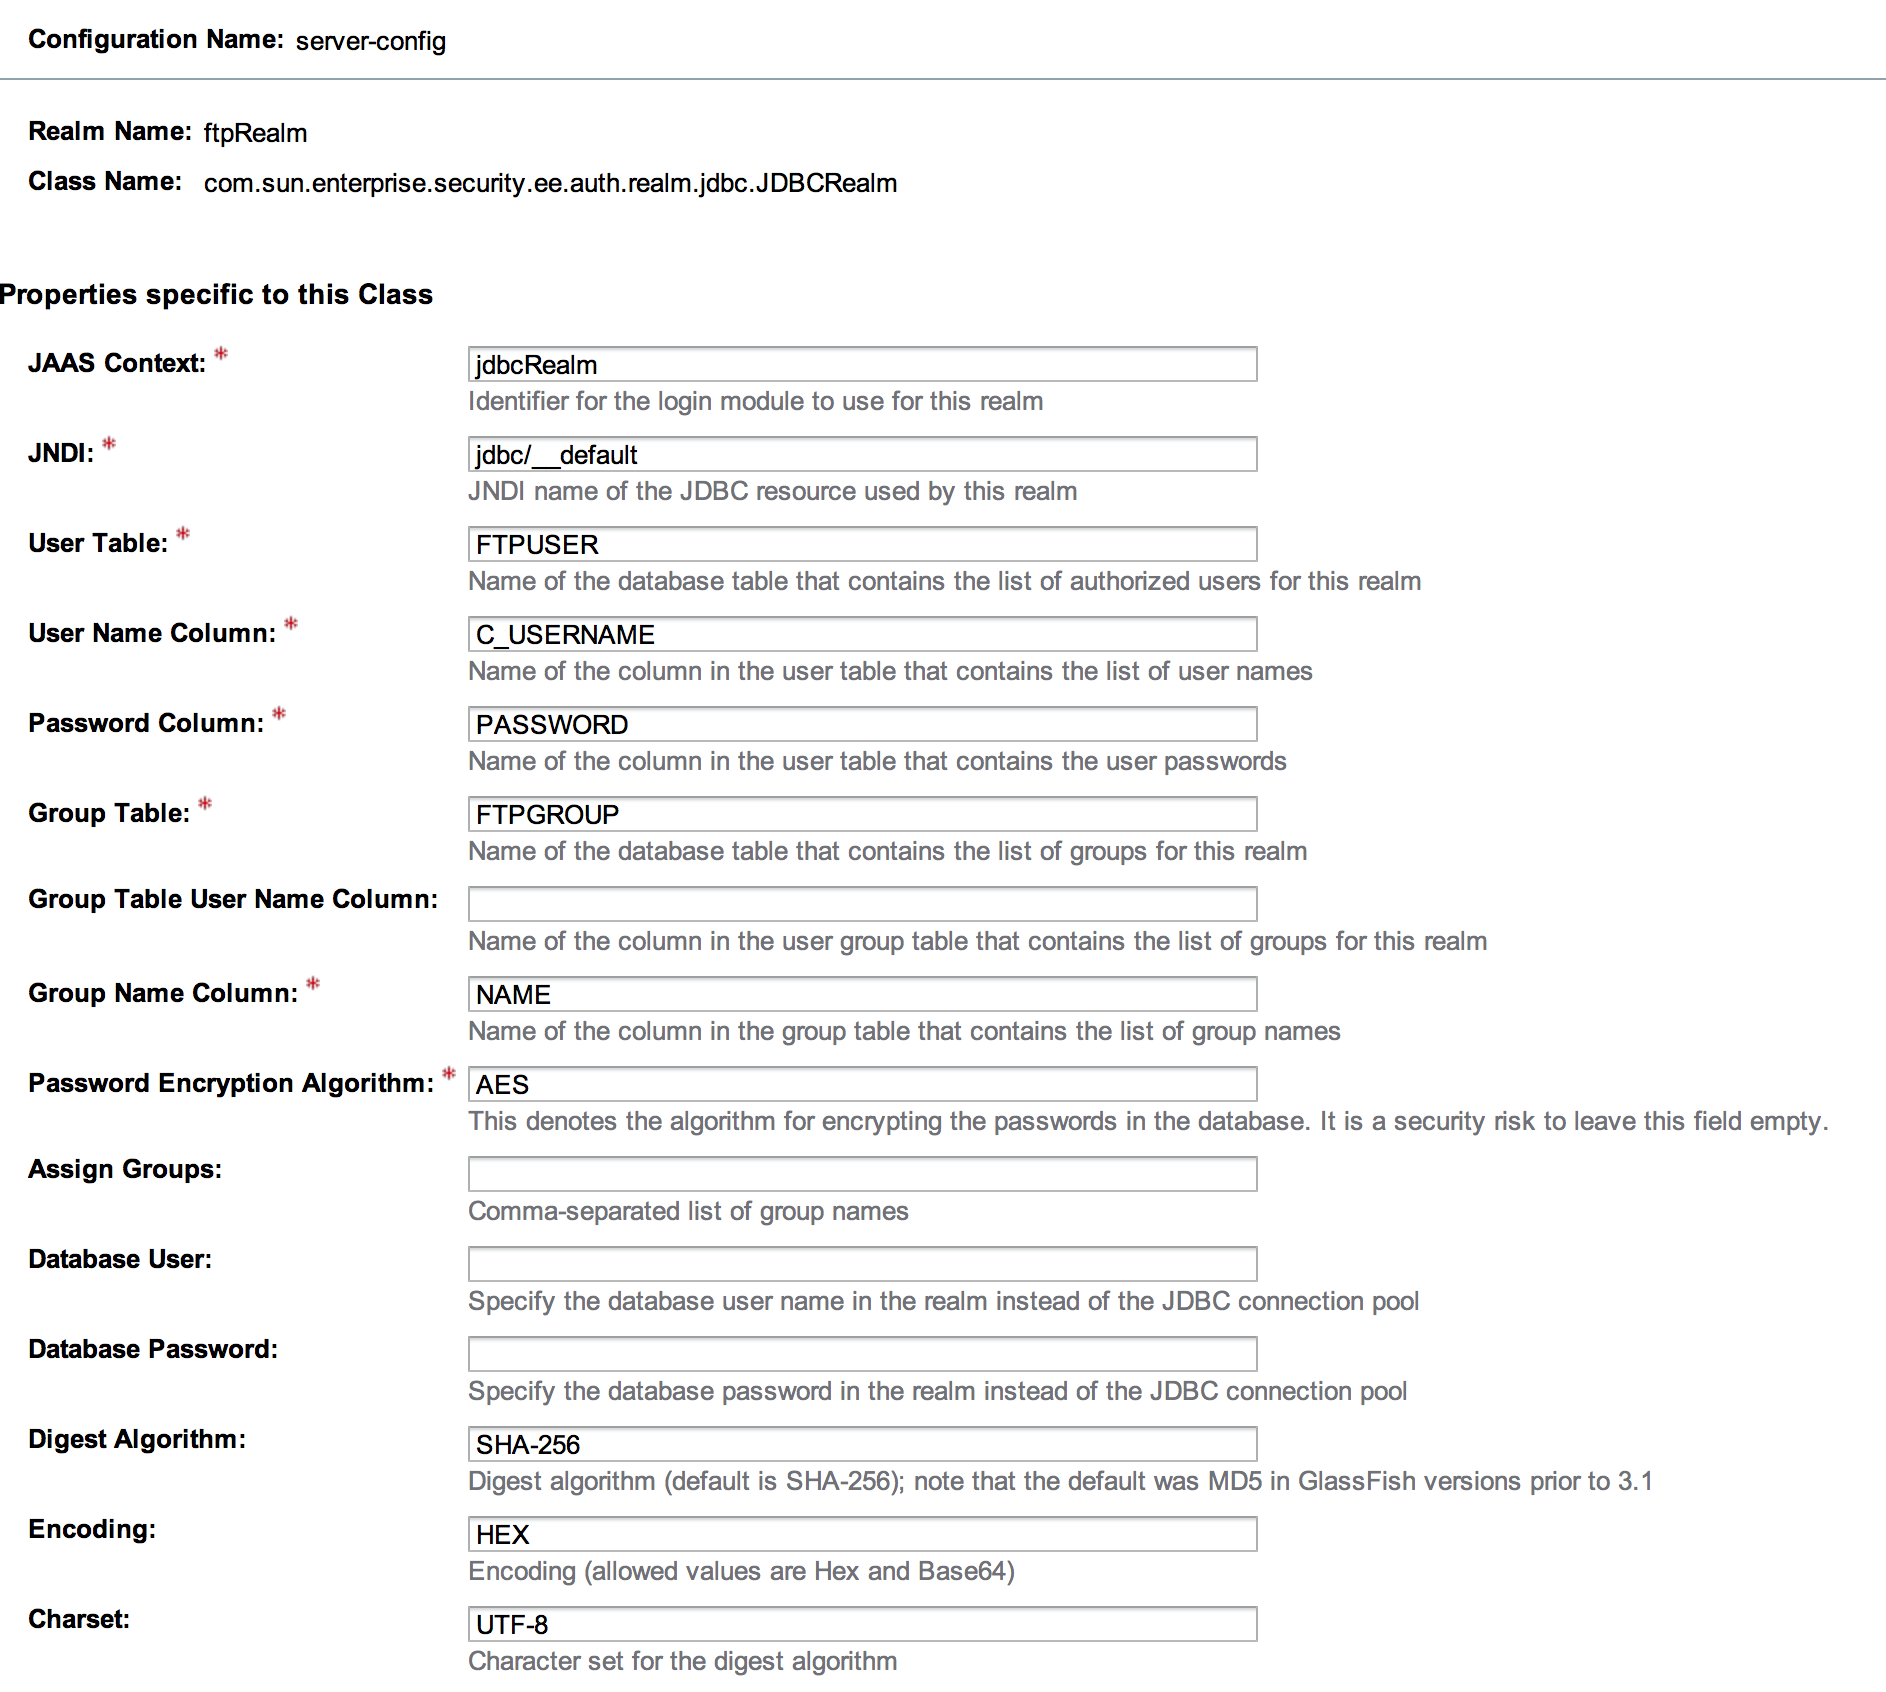 Configuration Name: server-config
Realm Name: ftpRealm
Class Name: com.sun.enterprise.security.ee.auth.realm.jdbc.JDBCRealm
Properties specific to this Class
JAAS Context: * jdbcRealm
Identifier for the login module to use for this realm
JNDI: * jdbc/__default
JNDI name of the JDBC resource used by this realm
User Table: * FTPUSER
Name of the database table that contains the list of authorized users for this realm
User Name Column: * C_USERNAME
Name of the column in the user table that contains the list of user names
Password Column: * PASSWORD
Name of the column in the user table that contains the user passwords
Group Table: * FTPGROUP
Name of the database table that contains the list of groups for this realm
Group Table User Name Column:
Name of the column in the user group table that contains the list of groups for this realm
Group Name Column: * NAME
Name of the column in the group table that contains the list of group names
Password Encryption Algorithm: * AES
This denotes the algorithm for encrypting the passwords in the database. It is a security risk to leave this field empty.
Assign Groups:
Comma-separated list of group names
Database User:
Specify the database user name in the realm instead of the JDBC connection pool
Database Password:
Specify the database password in the realm instead of the JDBC connection pool
Digest Algorithm: SHA-256
Digest algorithm (default is SHA-256); note that the default was MD5 in GlassFish versions prior to 3.1
Encoding: HEX
Encoding (allowed values are Hex and Base64)
Charset: UTF-8
Character set for the digest algorithm